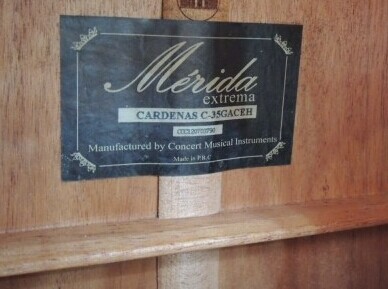 Mérida
extrema
CARDENAS C-35GACEH
Manufactured by Concert Musical Instruments
Made in P.R.C